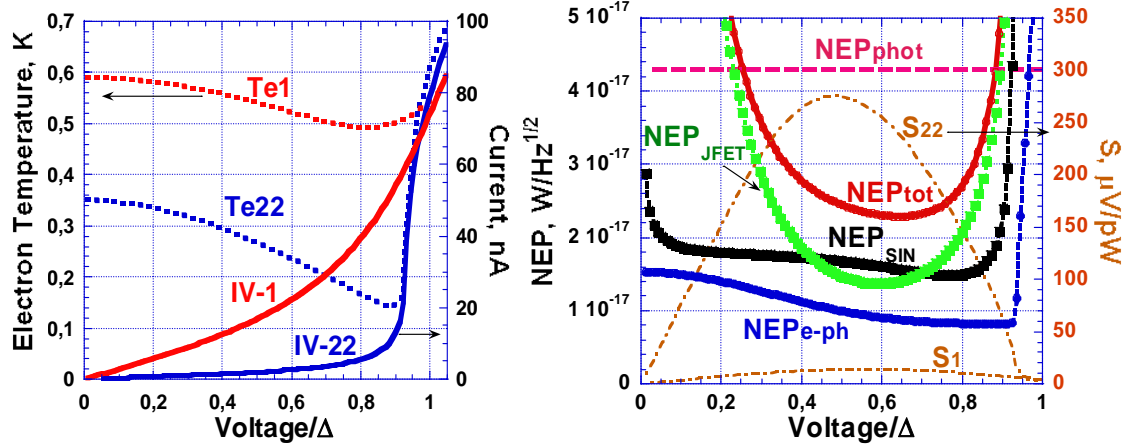 0,7
0,6
0,5
0,4
0,3
0,2
0,1
0
Electron Temperature, K
Te1
Te22
IV-1
IV-22
100
80
60
40
20
0
Current, nA
0
0,2
0,4
0,6
0,8
1
Voltage/Δ
NEP, W/Hz1/2
5 10-17
4 10-17
3 10-17
2 10-17
1 10-17
0
NEPphot
S22
NEP
JFET
NEPtot
NEPSIN
NEPe-ph
S1
350
300
250
200
150
100
50
0
S, μV/pW
0
0,2
0,4
0,6
0,8
1
Voltage/Δ